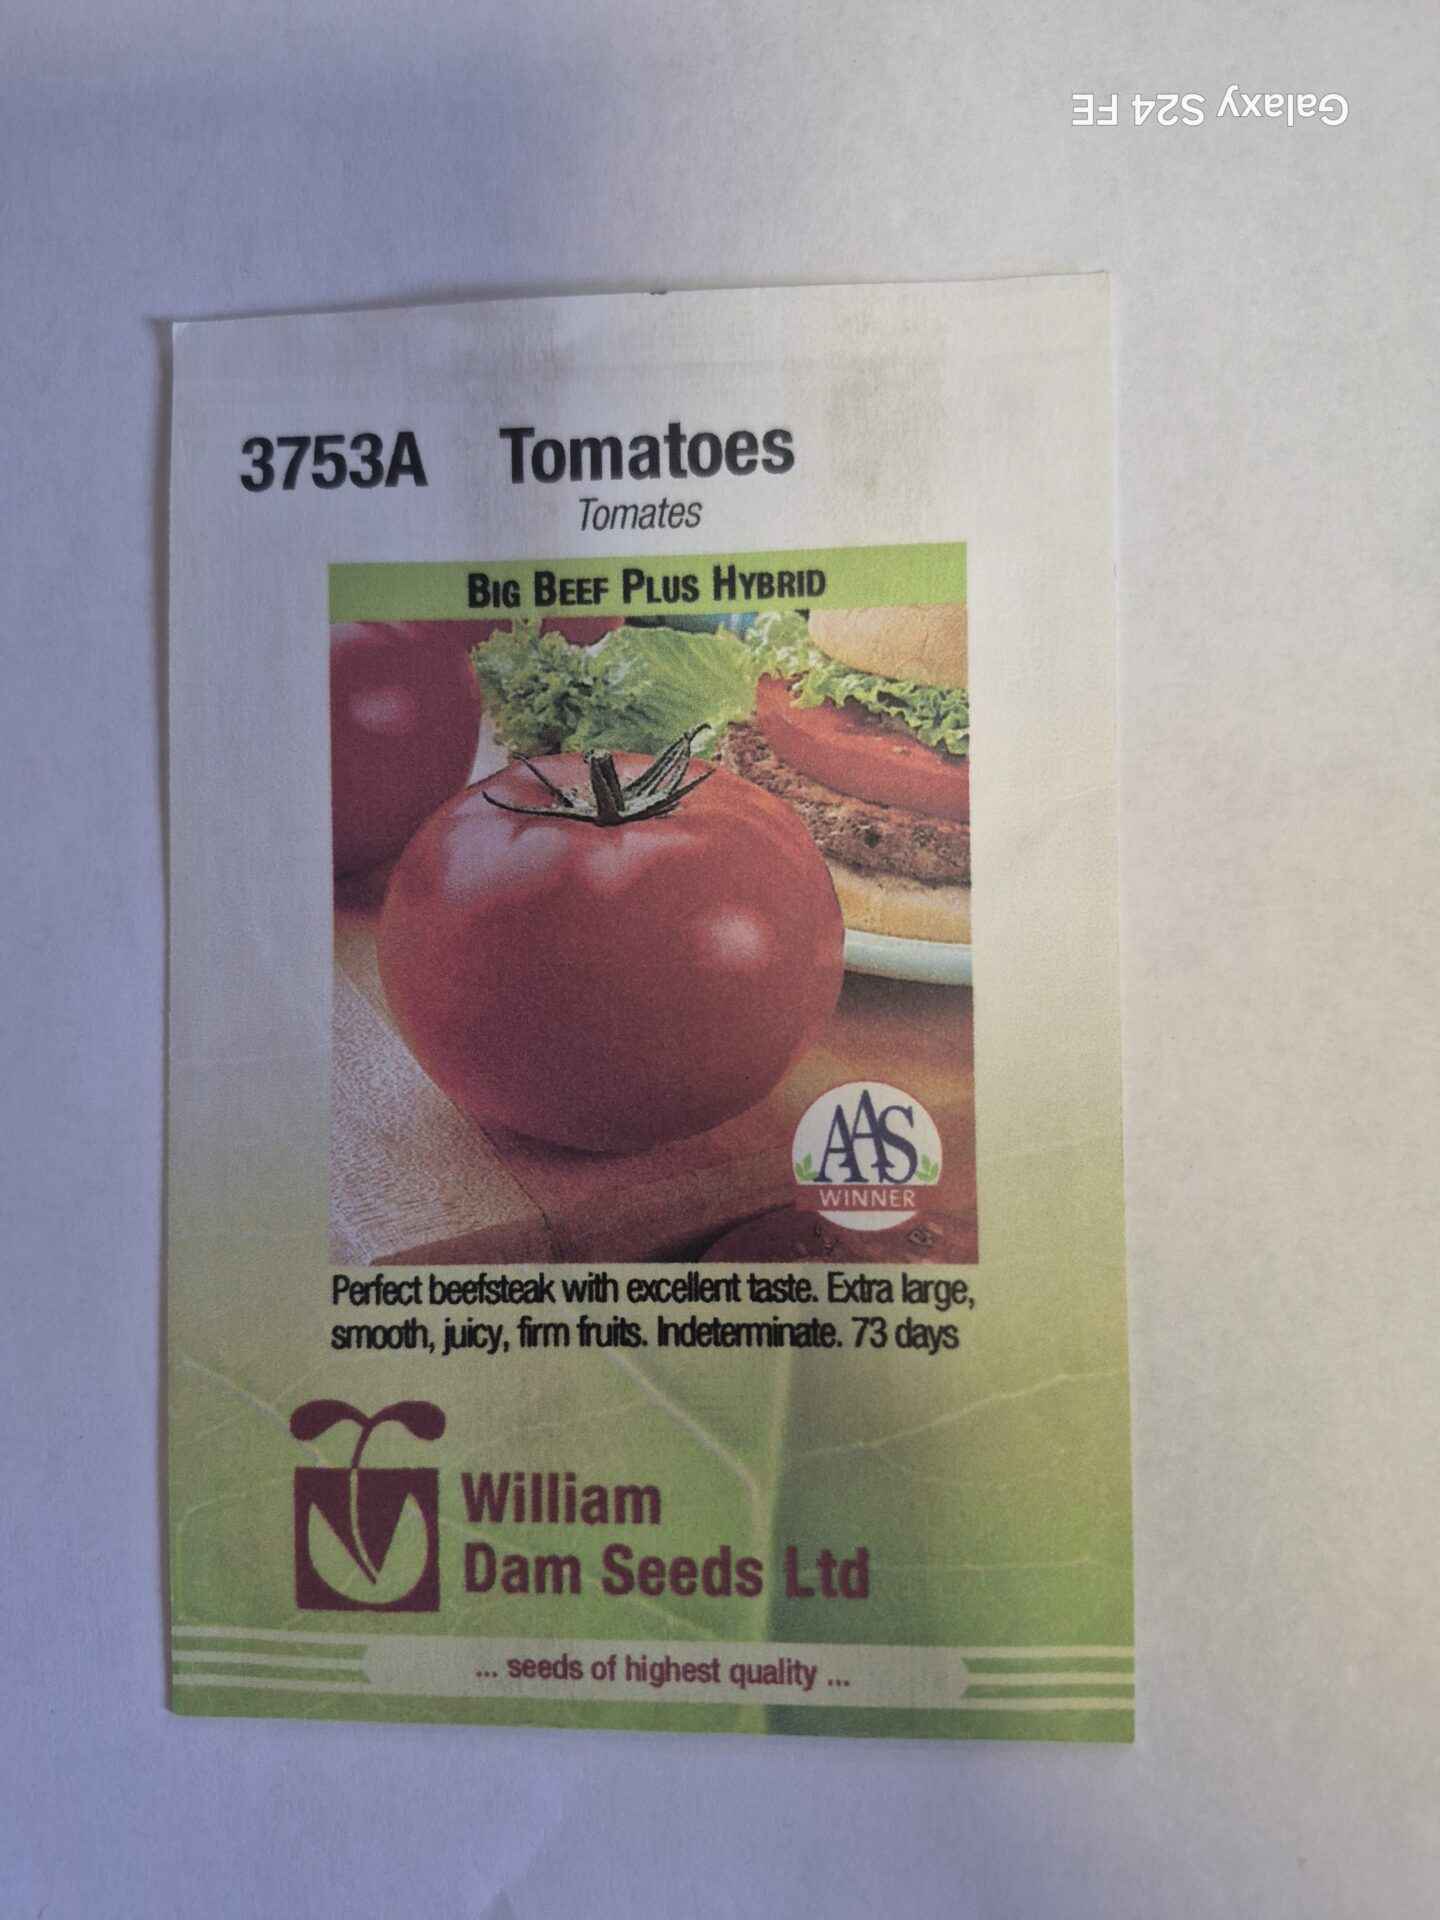 Galaxy S24 FE
3753A Tomatoes
Tomates
BIG BEEF PLUS HYBRID
AAS
WINNER
Perfect beefsteak with excellent taste. Extra large,
smooth, juicy, firm fruits. Indeterminate. 73 days
William
Dam Seeds Ltd
... seeds of highest quality ...